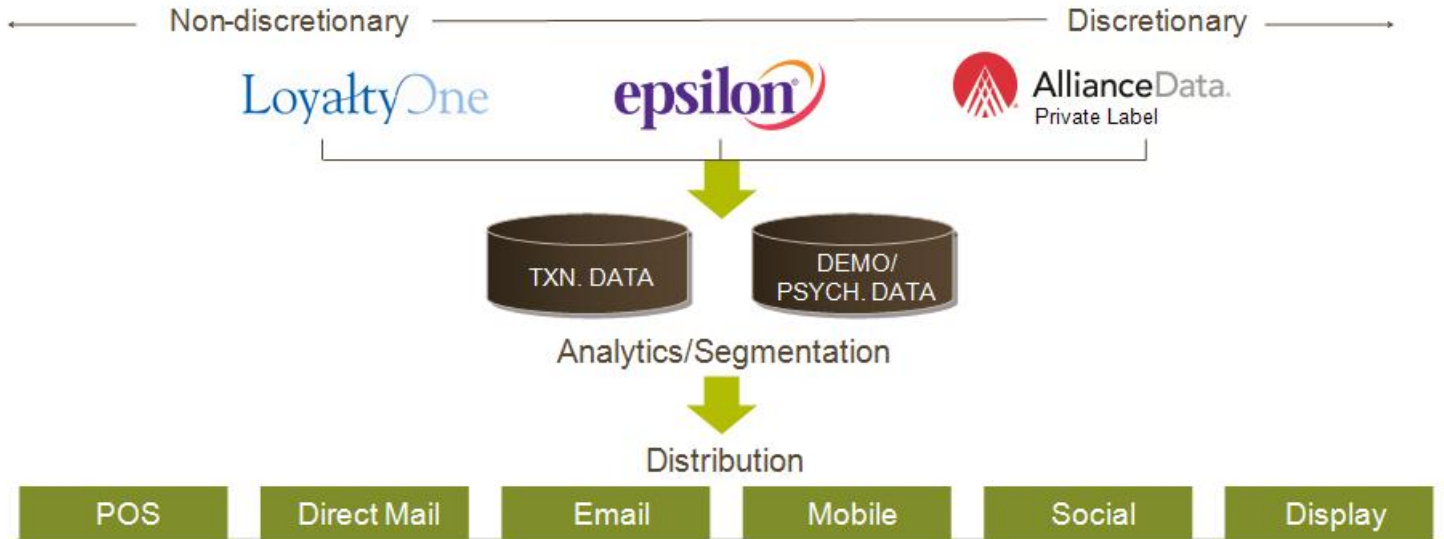 Non-discretionary Discretionary
LoyaltyOne
epsilon®
AllianceData.
Private Label
TXN. DATA
DEMO/
PSYCH. DATA
Analytics/Segmentation
Distribution
POS Direct Mail Email Mobile Social Display